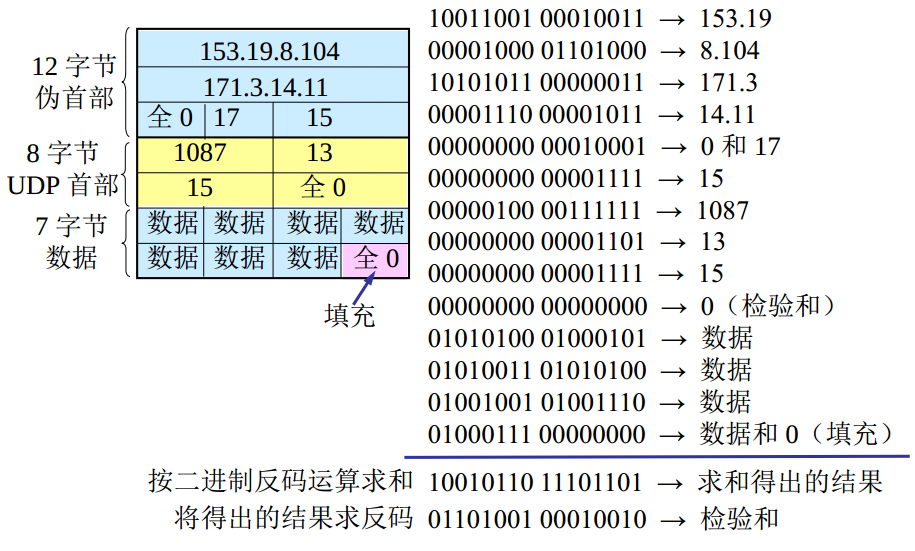 12 字节
伪首部
153.19.8.104
171.3.14.11
全 0 17 15
8 字节
UDP 首部
1087 13
15 全 0
7 字节
数据
数据 数据 数据 数据
数据 数据 数据 全 0
填充
10011001 00010011 → 153.19
00001000 01101000 → 8.104
10101011 00000011 → 171.3
00001110 00001011 → 14.11
00000000 00010001 → 0 和 17
00000000 00001111 → 15
00000100 00111111 → 1087
00000000 00001101 → 13
00000000 00001111 → 15
00000000 00000000 → 0（检验和）
01010100 01000101 → 数据
01010011 01010100 → 数据
01001001 01001110 → 数据
01000111 00000000 → 数据和 0（填充）
按二进制反码运算求和 10010110 11101101 → 求和得出的结果
将得出的结果求反码 01101001 00010010 → 检验和